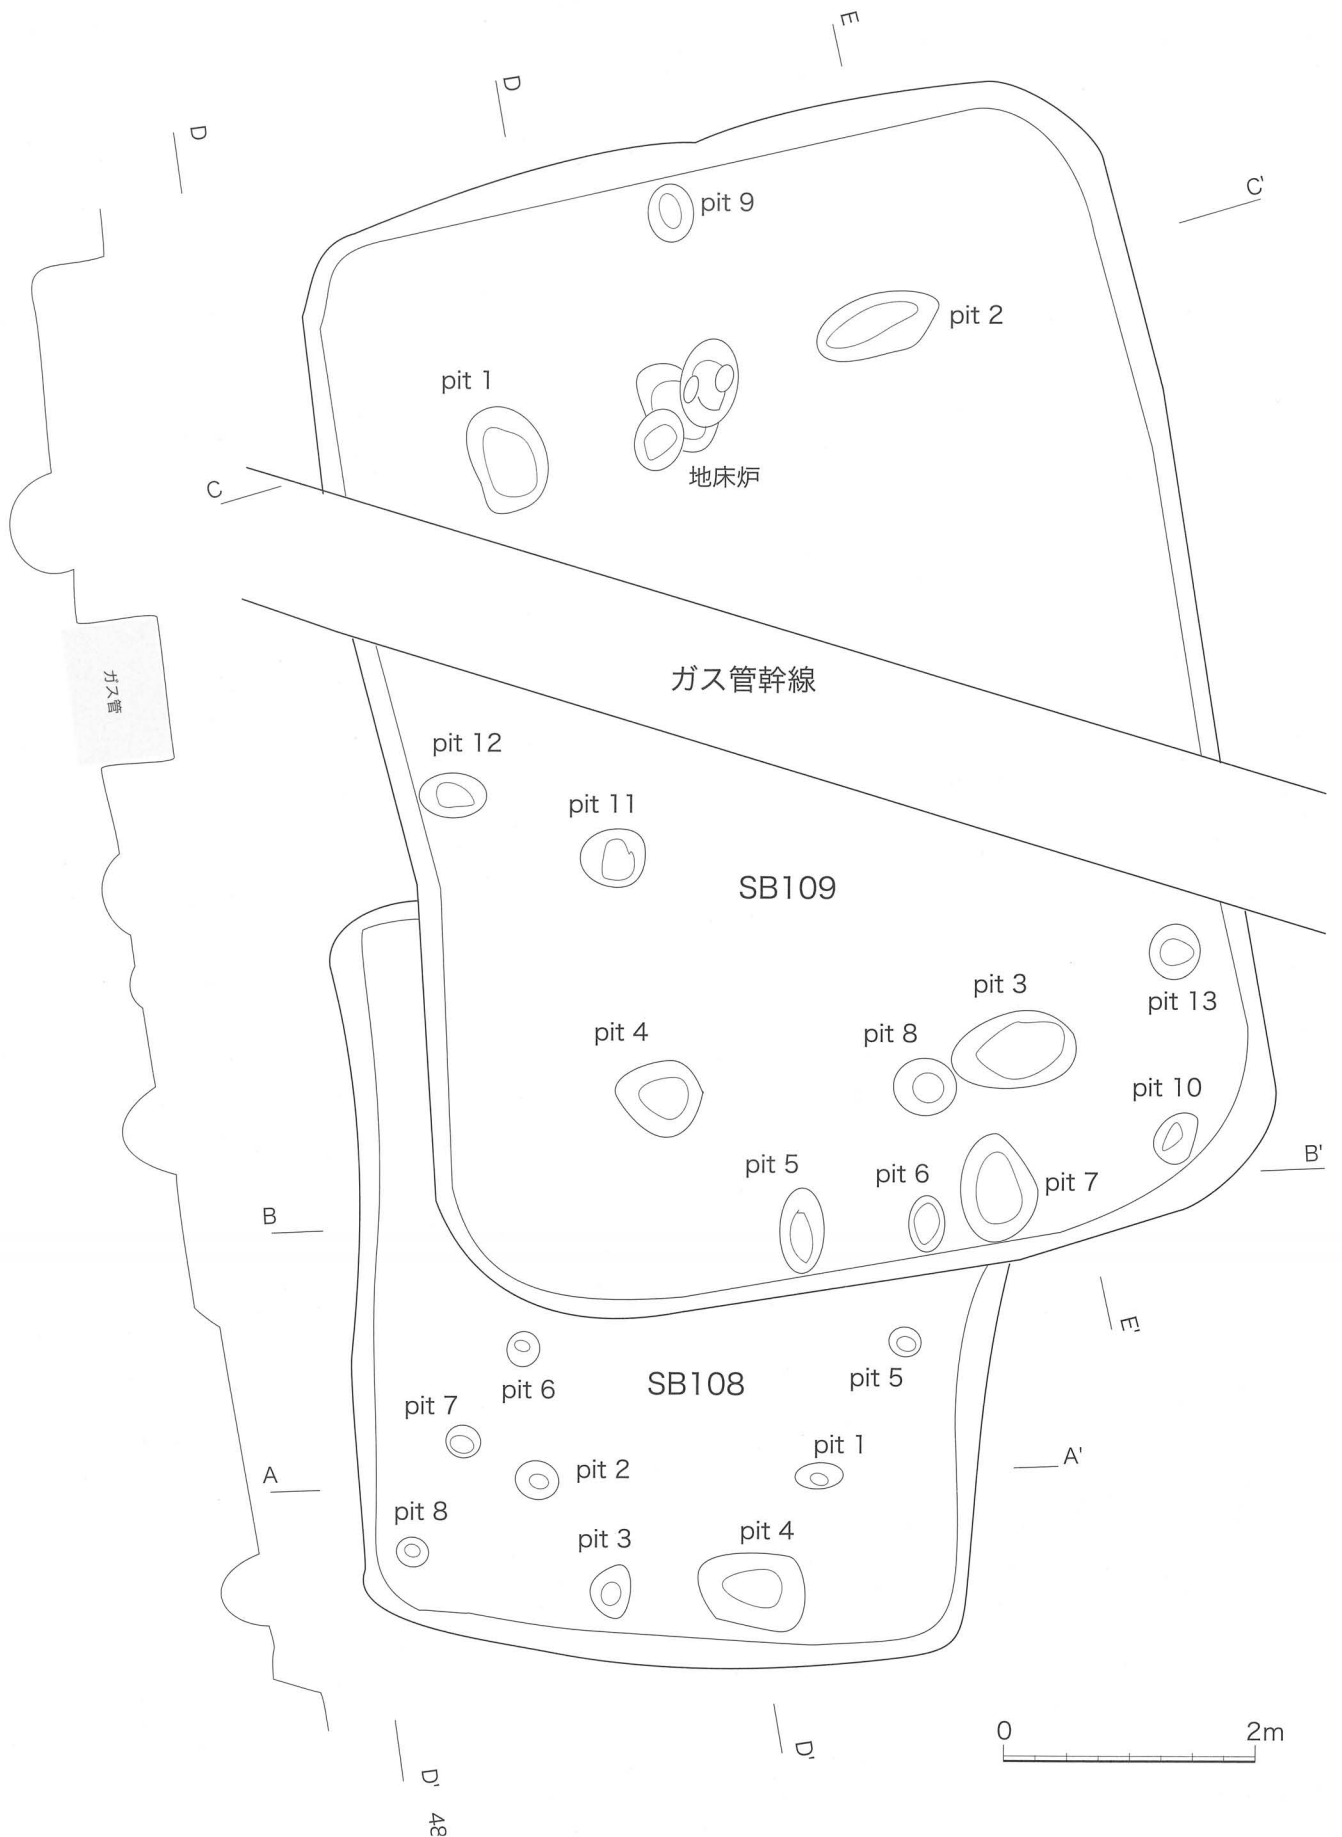 E
D
D
C'
pit 9
pit 2
pit 1
地床炉
C
ガス管幹線
ガス管
pit 12
pit 11
SB109
pit 13
pit 3
pit 8
pit 4
pit 10
B'
pit 5
pit 6
pit 7
B
E'
pit 6
SB108
pit 5
pit 7
pit 1
A'
pit 2
A
pit 8
pit 3
pit 4
0 2m
D'
D'
48